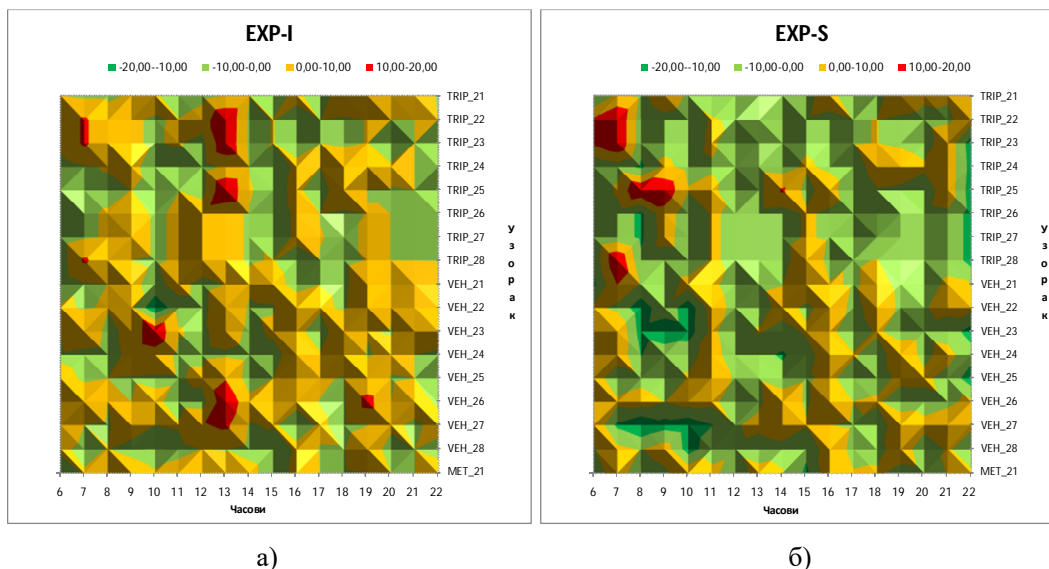 EXP-I
-20,00--10,00 -10,00-0,00 0,00-10,00 10,00-20,00
TRIP_21
TRIP_22
TRIP_23
TRIP_24
TRIP_25
TRIP_26
TRIP_27
TRIP_28
VEH_21
VEH_22
VEH_23
VEH_24
VEH_25
VEH_26
VEH_27
VEH_28
MET_21
Узорак
6 7 8 9 10 11 12 13 14 15 16 17 18 19 20 21 22
Часови
а)
EXP-S
-20,00--10,00 -10,00-0,00 0,00-10,00 10,00-20,00
TRIP_21
TRIP_22
TRIP_23
TRIP_24
TRIP_25
TRIP_26
TRIP_27
TRIP_28
VEH_21
VEH_22
VEH_23
VEH_24
VEH_25
VEH_26
VEH_27
VEH_28
MET_21
Узорак
6 7 8 9 10 11 12 13 14 15 16 17 18 19 20 21 22
Часови
б)